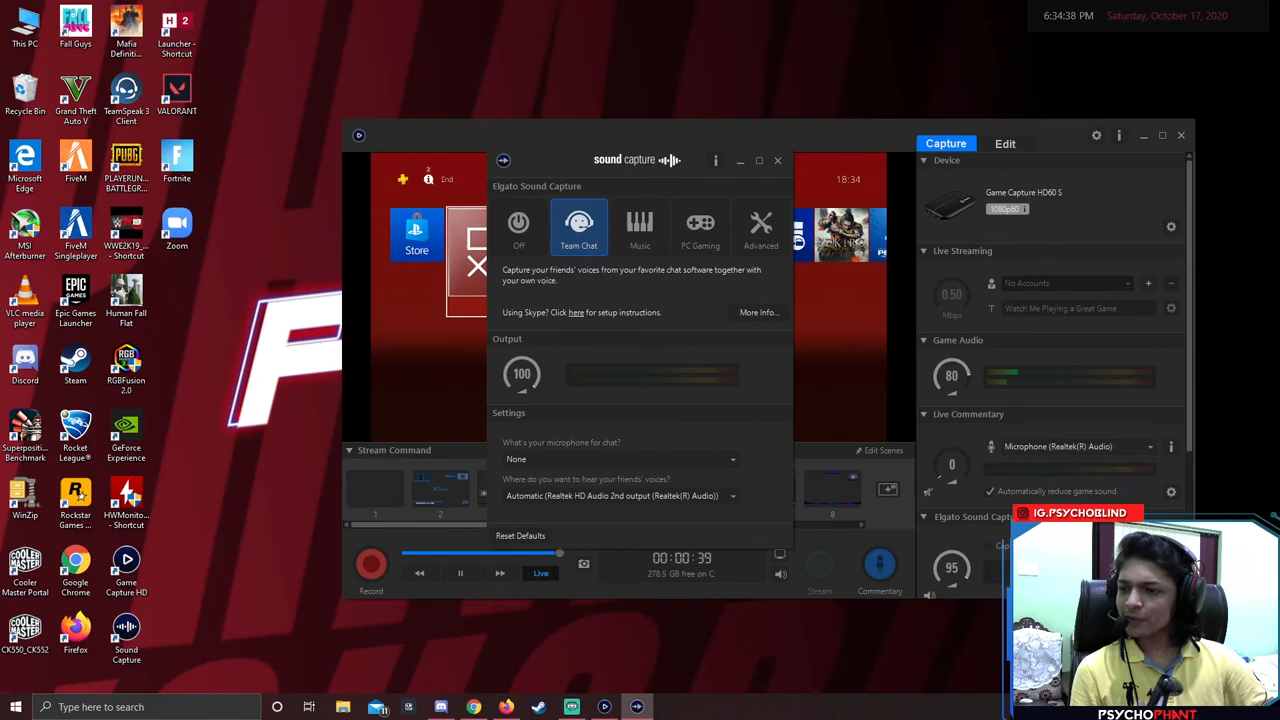 6:34:38 PM Saturday, October 17, 2020
This PC
Fall Guys
Mafia Definiti...
H 2
Launcher - Shortcut
Recycle Bin
Grand Theft Auto V
TeamSpeak 3 Client
VALORANT
Microsoft Edge
FiveM
PLAYERUN... BATTLEGR...
Fortnite
MSI Afterburner
FiveM Singleplayer
WWE2K19_...
Zoom
VLC media player
Epic Games Launcher
Human Fall Flat
Discord
Steam
RGBFusion 2.0
Superpositi... Benchmark
Rocket League®
GeForce Experience
WinZip
Rockstar Games ...
HWMonito... - Shortcut
Cooler Master Portal
Google Chrome
Game Capture HD
CK550_CK552
Firefox
Sound Capture
2
End
18:34
Store
sound capture
Elgato Sound Capture
Off
Team Chat
Music
PC Gaming
Advanced
Capture your friends' voices from your favorite chat software together
with your own voice.
Using Skype? Click here for setup instructions.
More Info...
Output
100
Settings
What's your microphone for chat?
None
Where do you want to hear your friends' voices?
Automatic (Realtek HD Audio 2nd output (Realtek(R) Audio))
Reset Defaults
Capture
Edit
Device
Game Capture HD60 S
1080p60
Live Streaming
0.50
Mbps
No Accounts
Watch Me Playing a Great Game
Game Audio
80
Live Commentary
Microphone (Realtek(R) Audio)
0
Automatically reduce game sound
95
Stream Command
Edit Scenes
1
2
8
Record
Live
00:00:39
278.5 GB free on C:
Stream
Commentary
IG.PSYCHOBLIND
PSYCHOPHANT
Type here to search